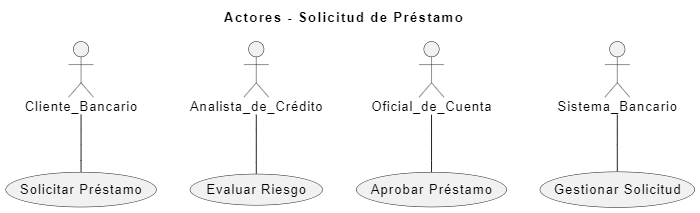 Actores - Solicitud de Préstamo
Cliente_Bancario
Analista_de_Crédito
Oficial_de_Cuenta
Sistema_Bancario
Solicitar Préstamo
Evaluar Riesgo
Aprobar Préstamo
Gestionar Solicitud